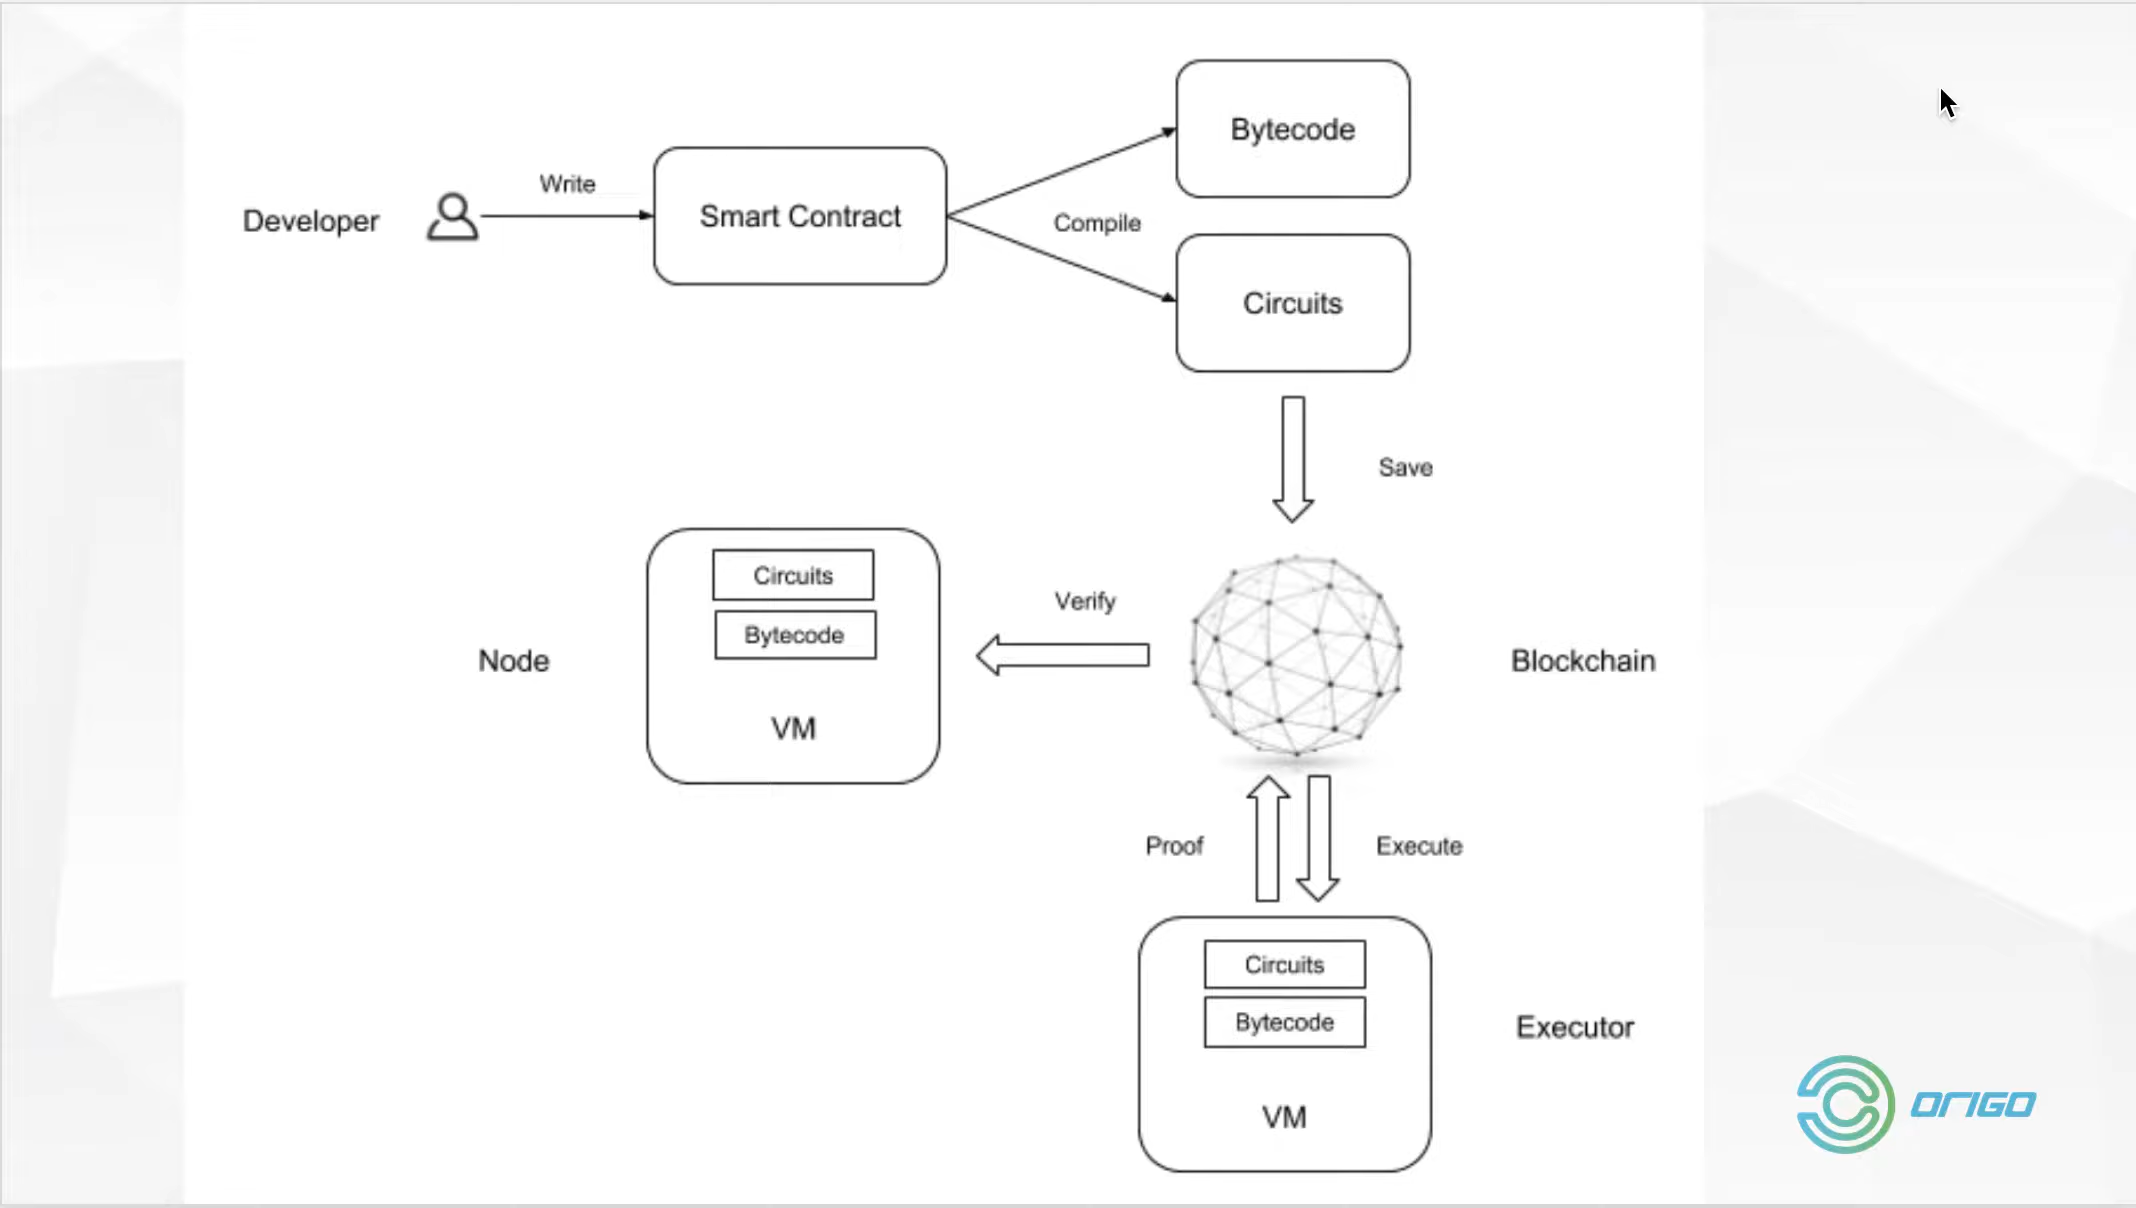 Bytecode
Write
Developer
Smart Contract
Compile
Circuits
Save
Circuits
Verify
Bytecode
Node
Blockchain
VM
Proof
Execute
Circuits
Bytecode
Executor
VM
ORIGO